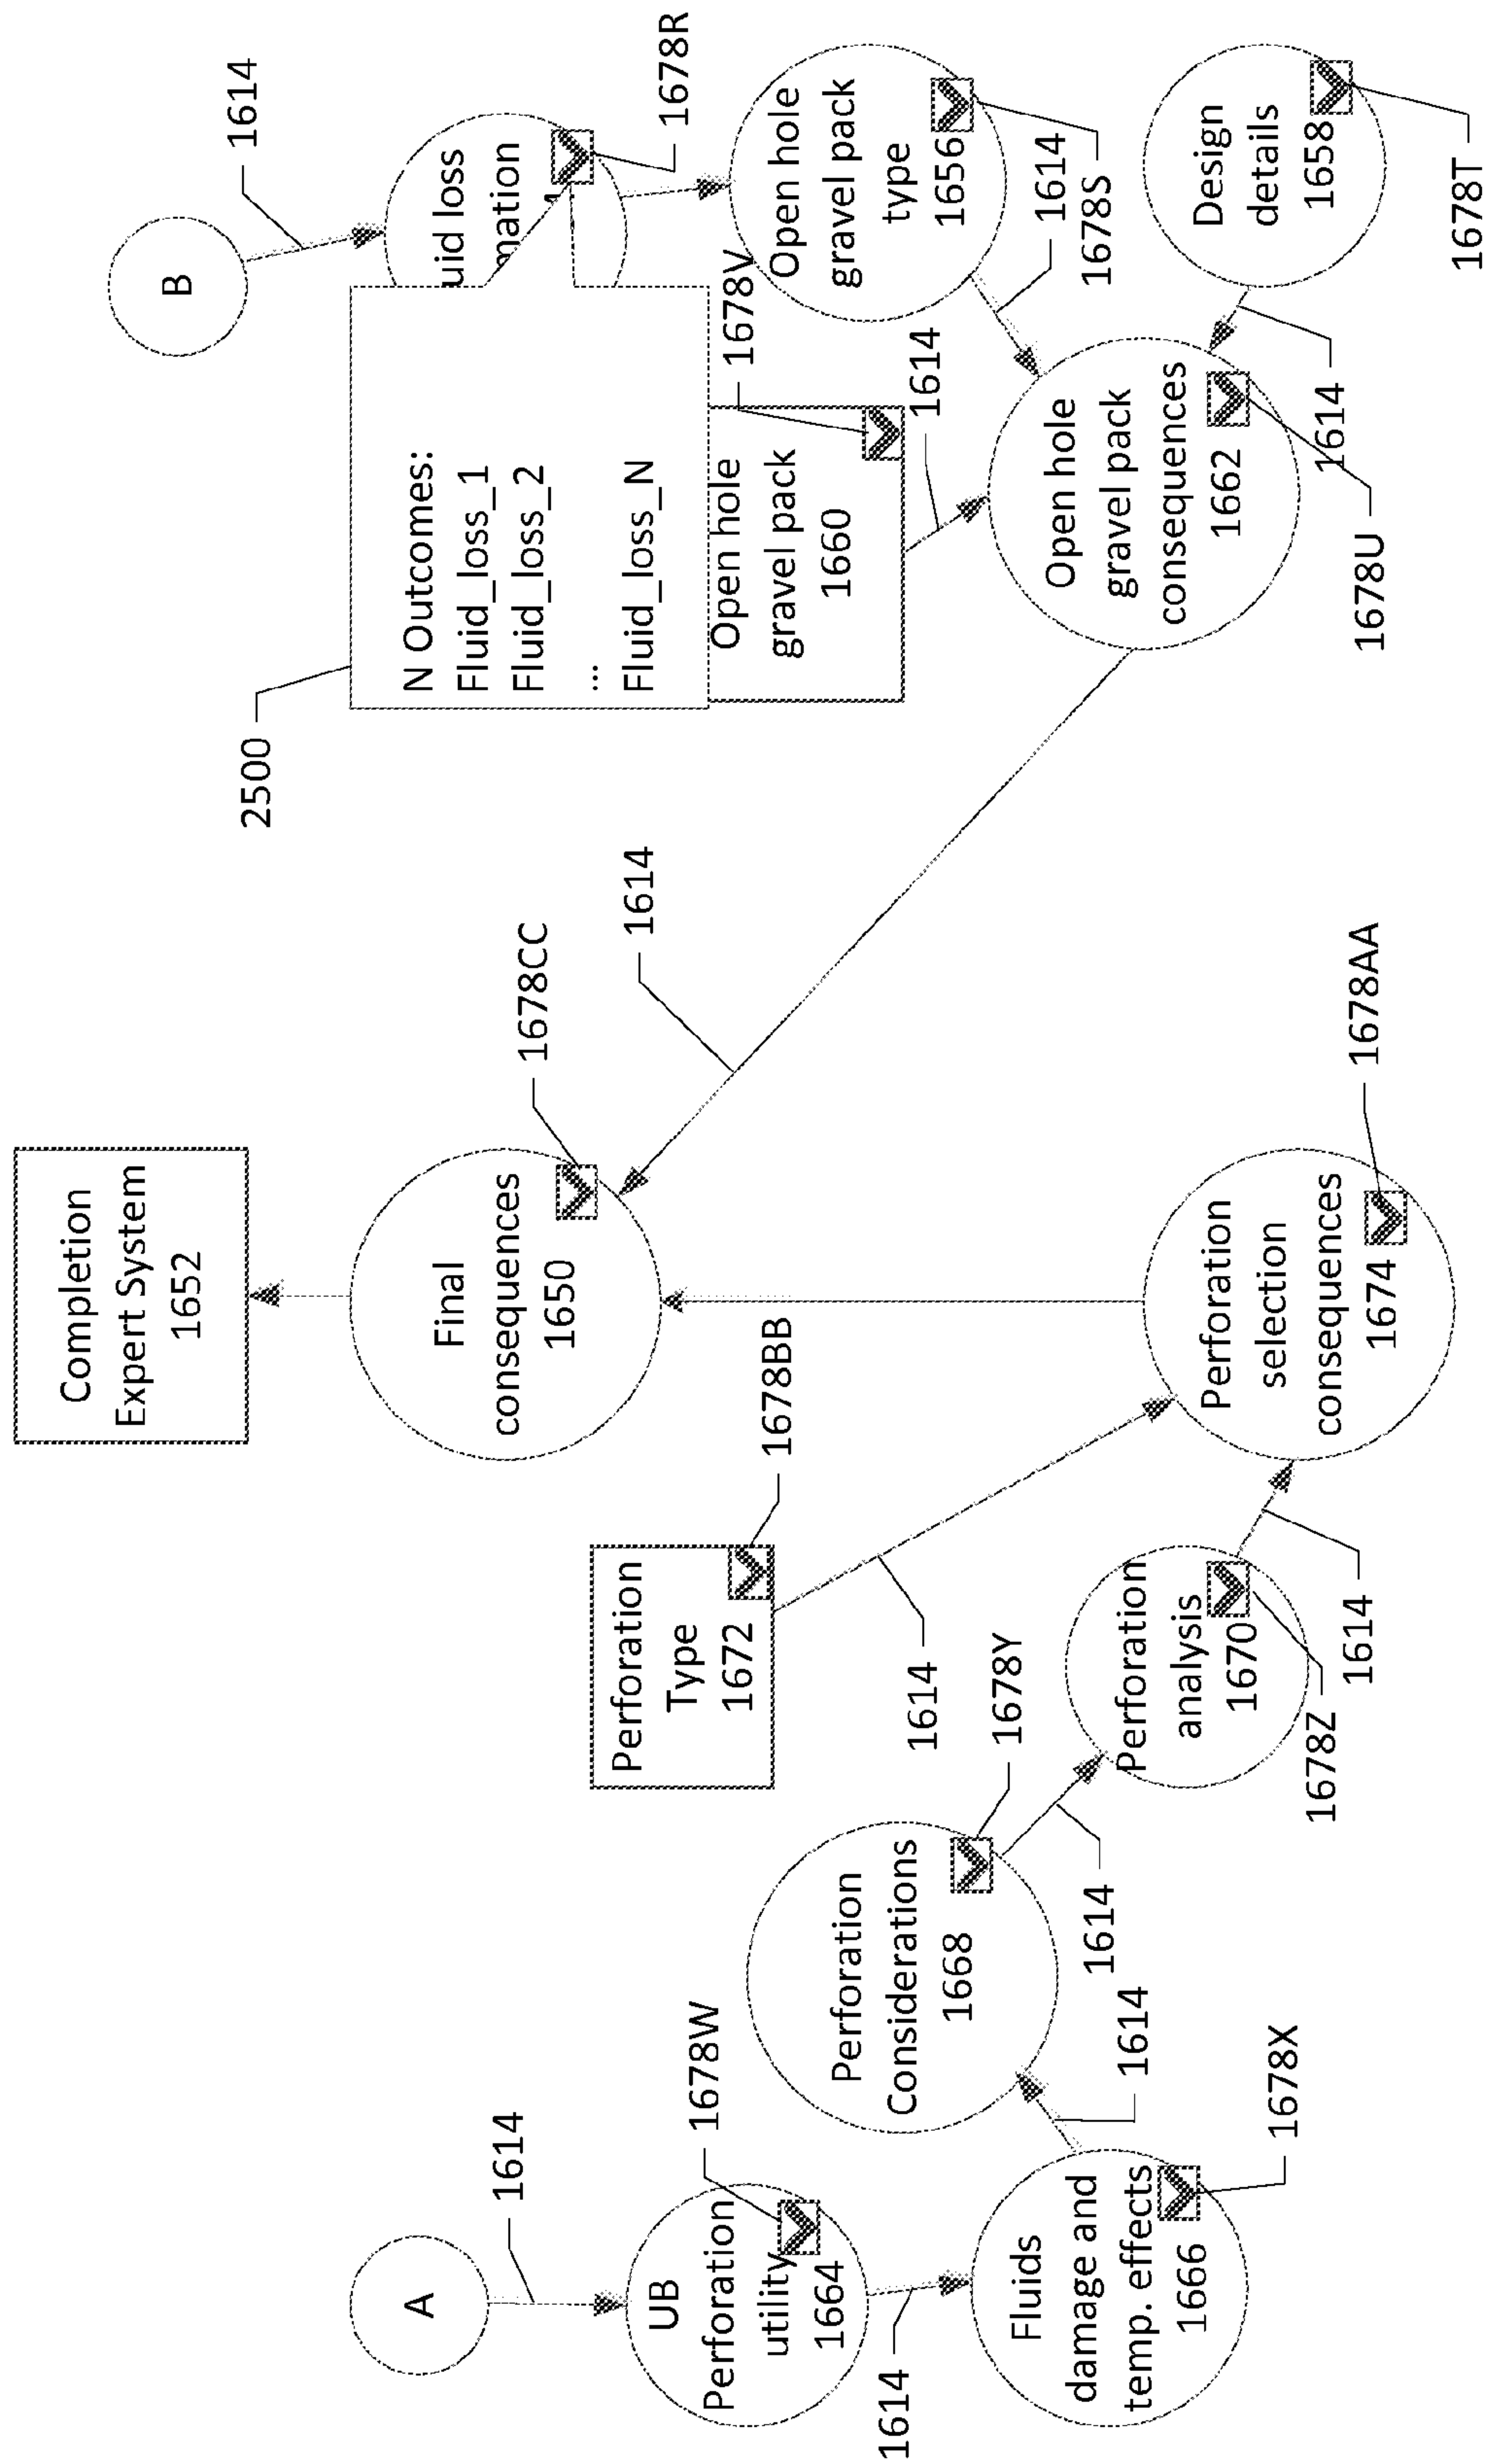 Completion
Expert System
1652
B
1614
2500
A
1614
uid loss
mation
1678R
N Outcomes:
Fluid_loss_1
Fluid_loss_2
...
Fluid_loss_N
Final
consequences
1650
1678CC
1614
UB
Perforation
utility
1664
1678W
1614
Perforation
Type
1672
1678BB
1614
Open hole
gravel pack
1660
1678V
1614
Open hole
gravel pack
type
1656
1614
1678S
Perforation
Considerations
1668
1678Y
1614
Fluids
damage and
temp. effects
1666
1614
1678X
Perforation
analysis
1670
1678Z
1614
Perforation
selection
consequences
1674
1678AA
Open hole
gravel pack
consequences
1662
1678U
1614
Design
details
1658
1678T